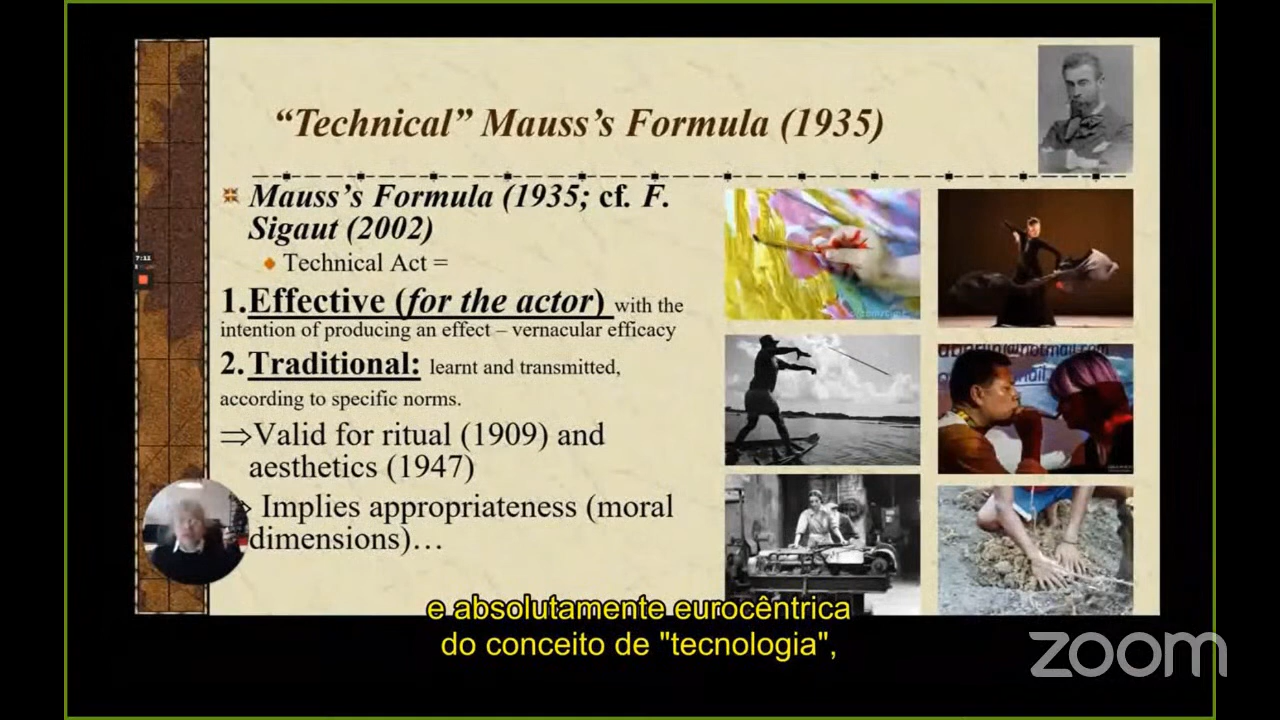 “Technical” Mauss’s Formula (1935)
Mauss’s Formula (1935; cf. F.
Sigaut (2002)
Technical Act =
1.Effective (for the actor) with the
intention of producing an effect – vernacular efficacy
2.Traditional: learnt and transmitted,
according to specific norms.
⇒Valid for ritual (1909) and
aesthetics (1947)
Implies appropriateness (moral
dimensions)…
7:11
e absolutamente eurocêntrica
do conceito de "tecnologia",
zoom